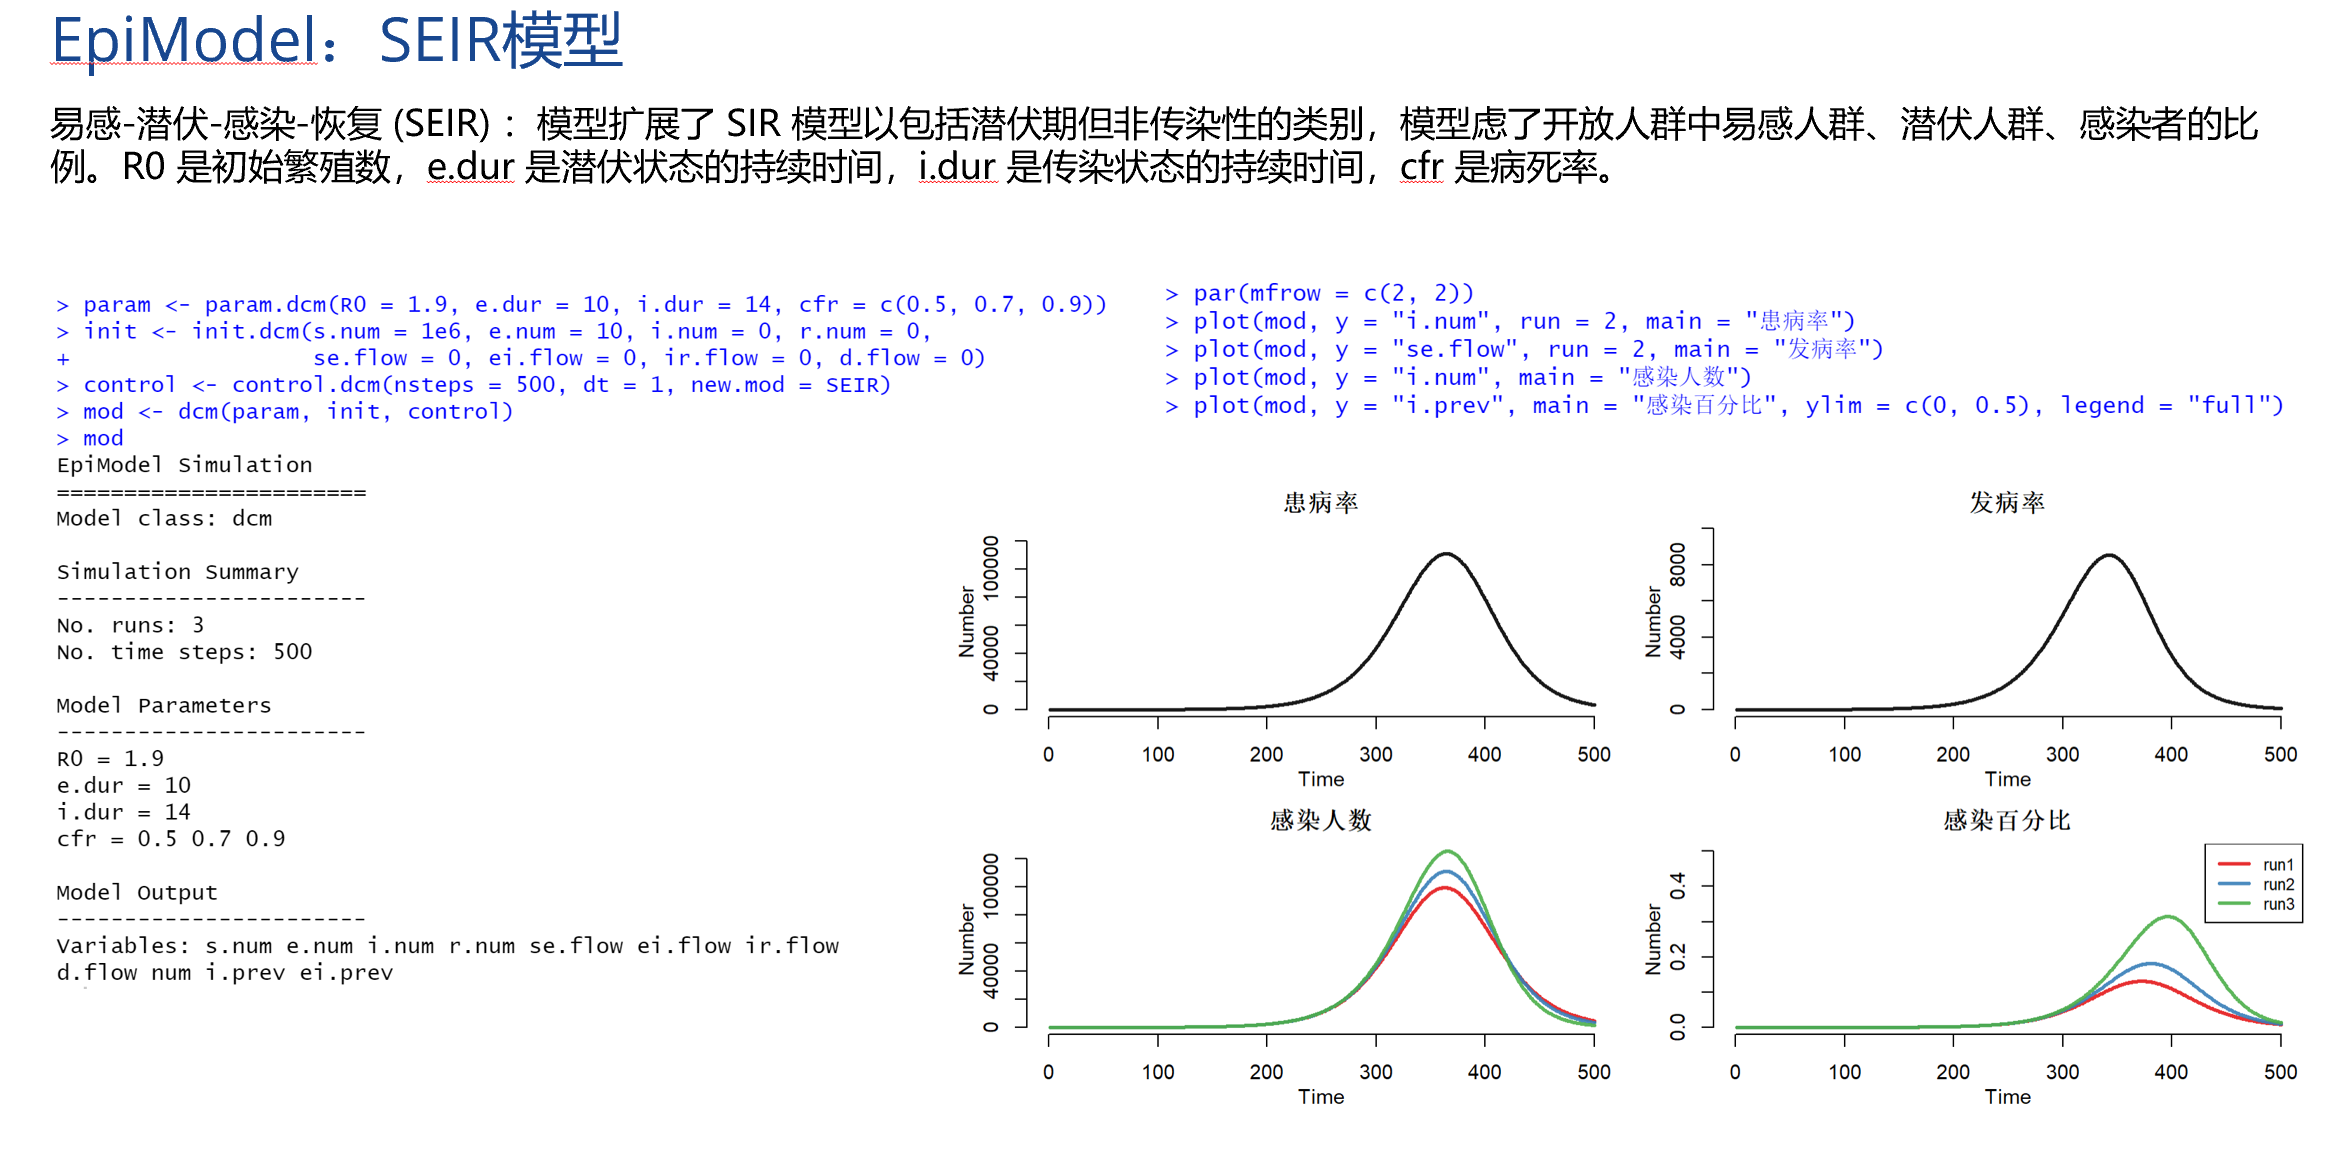 EpiModel：SEIR模型
易感-潜伏-感染-恢复 (SEIR) ：模型扩展了 SIR 模型以包括潜伏期但非传染性的类别，模型虑了开放人群中易感人群、潜伏人群、感染者的比
例。R0 是初始繁殖数，e.dur 是潜伏状态的持续时间，i.dur 是传染状态的持续时间，cfr 是病死率。
> param <- param.dcm(R0 = 1.9, e.dur = 10, i.dur = 14, cfr = c(0.5, 0.7, 0.9))
> init <- init.dcm(s.num = 1e6, e.num = 10, i.num = 0, r.num = 0,
+                  se.flow = 0, ei.flow = 0, ir.flow = 0, d.flow = 0)
> control <- control.dcm(nsteps = 500, dt = 1, new.mod = SEIR)
> mod <- dcm(param, init, control)
> mod
EpiModel Simulation
=======================
Model class: dcm
Simulation Summary
-----------------------
No. runs: 3
No. time steps: 500
Model Parameters
-----------------------
R0 = 1.9
e.dur = 10
i.dur = 14
cfr = 0.5 0.7 0.9
Model Output
-----------------------
Variables: s.num e.num i.num r.num se.flow ei.flow ir.flow
d.flow num i.prev ei.prev
> par(mfrow = c(2, 2))
> plot(mod, y = "i.num", run = 2, main = "患病率")
> plot(mod, y = "se.flow", run = 2, main = "发病率")
> plot(mod, y = "i.num", main = "感染人数")
> plot(mod, y = "i.prev", main = "感染百分比", ylim = c(0, 0.5), legend = "full")
患病率
Number
0 40000 100000
0 100 200 300 400 500
Time
发病率
Number
0 4000 8000
0 100 200 300 400 500
Time
感染人数
Number
0 40000 100000
0 100 200 300 400 500
Time
感染百分比
Number
0.0 0.2 0.4
run1
run2
run3
0 100 200 300 400 500
Time